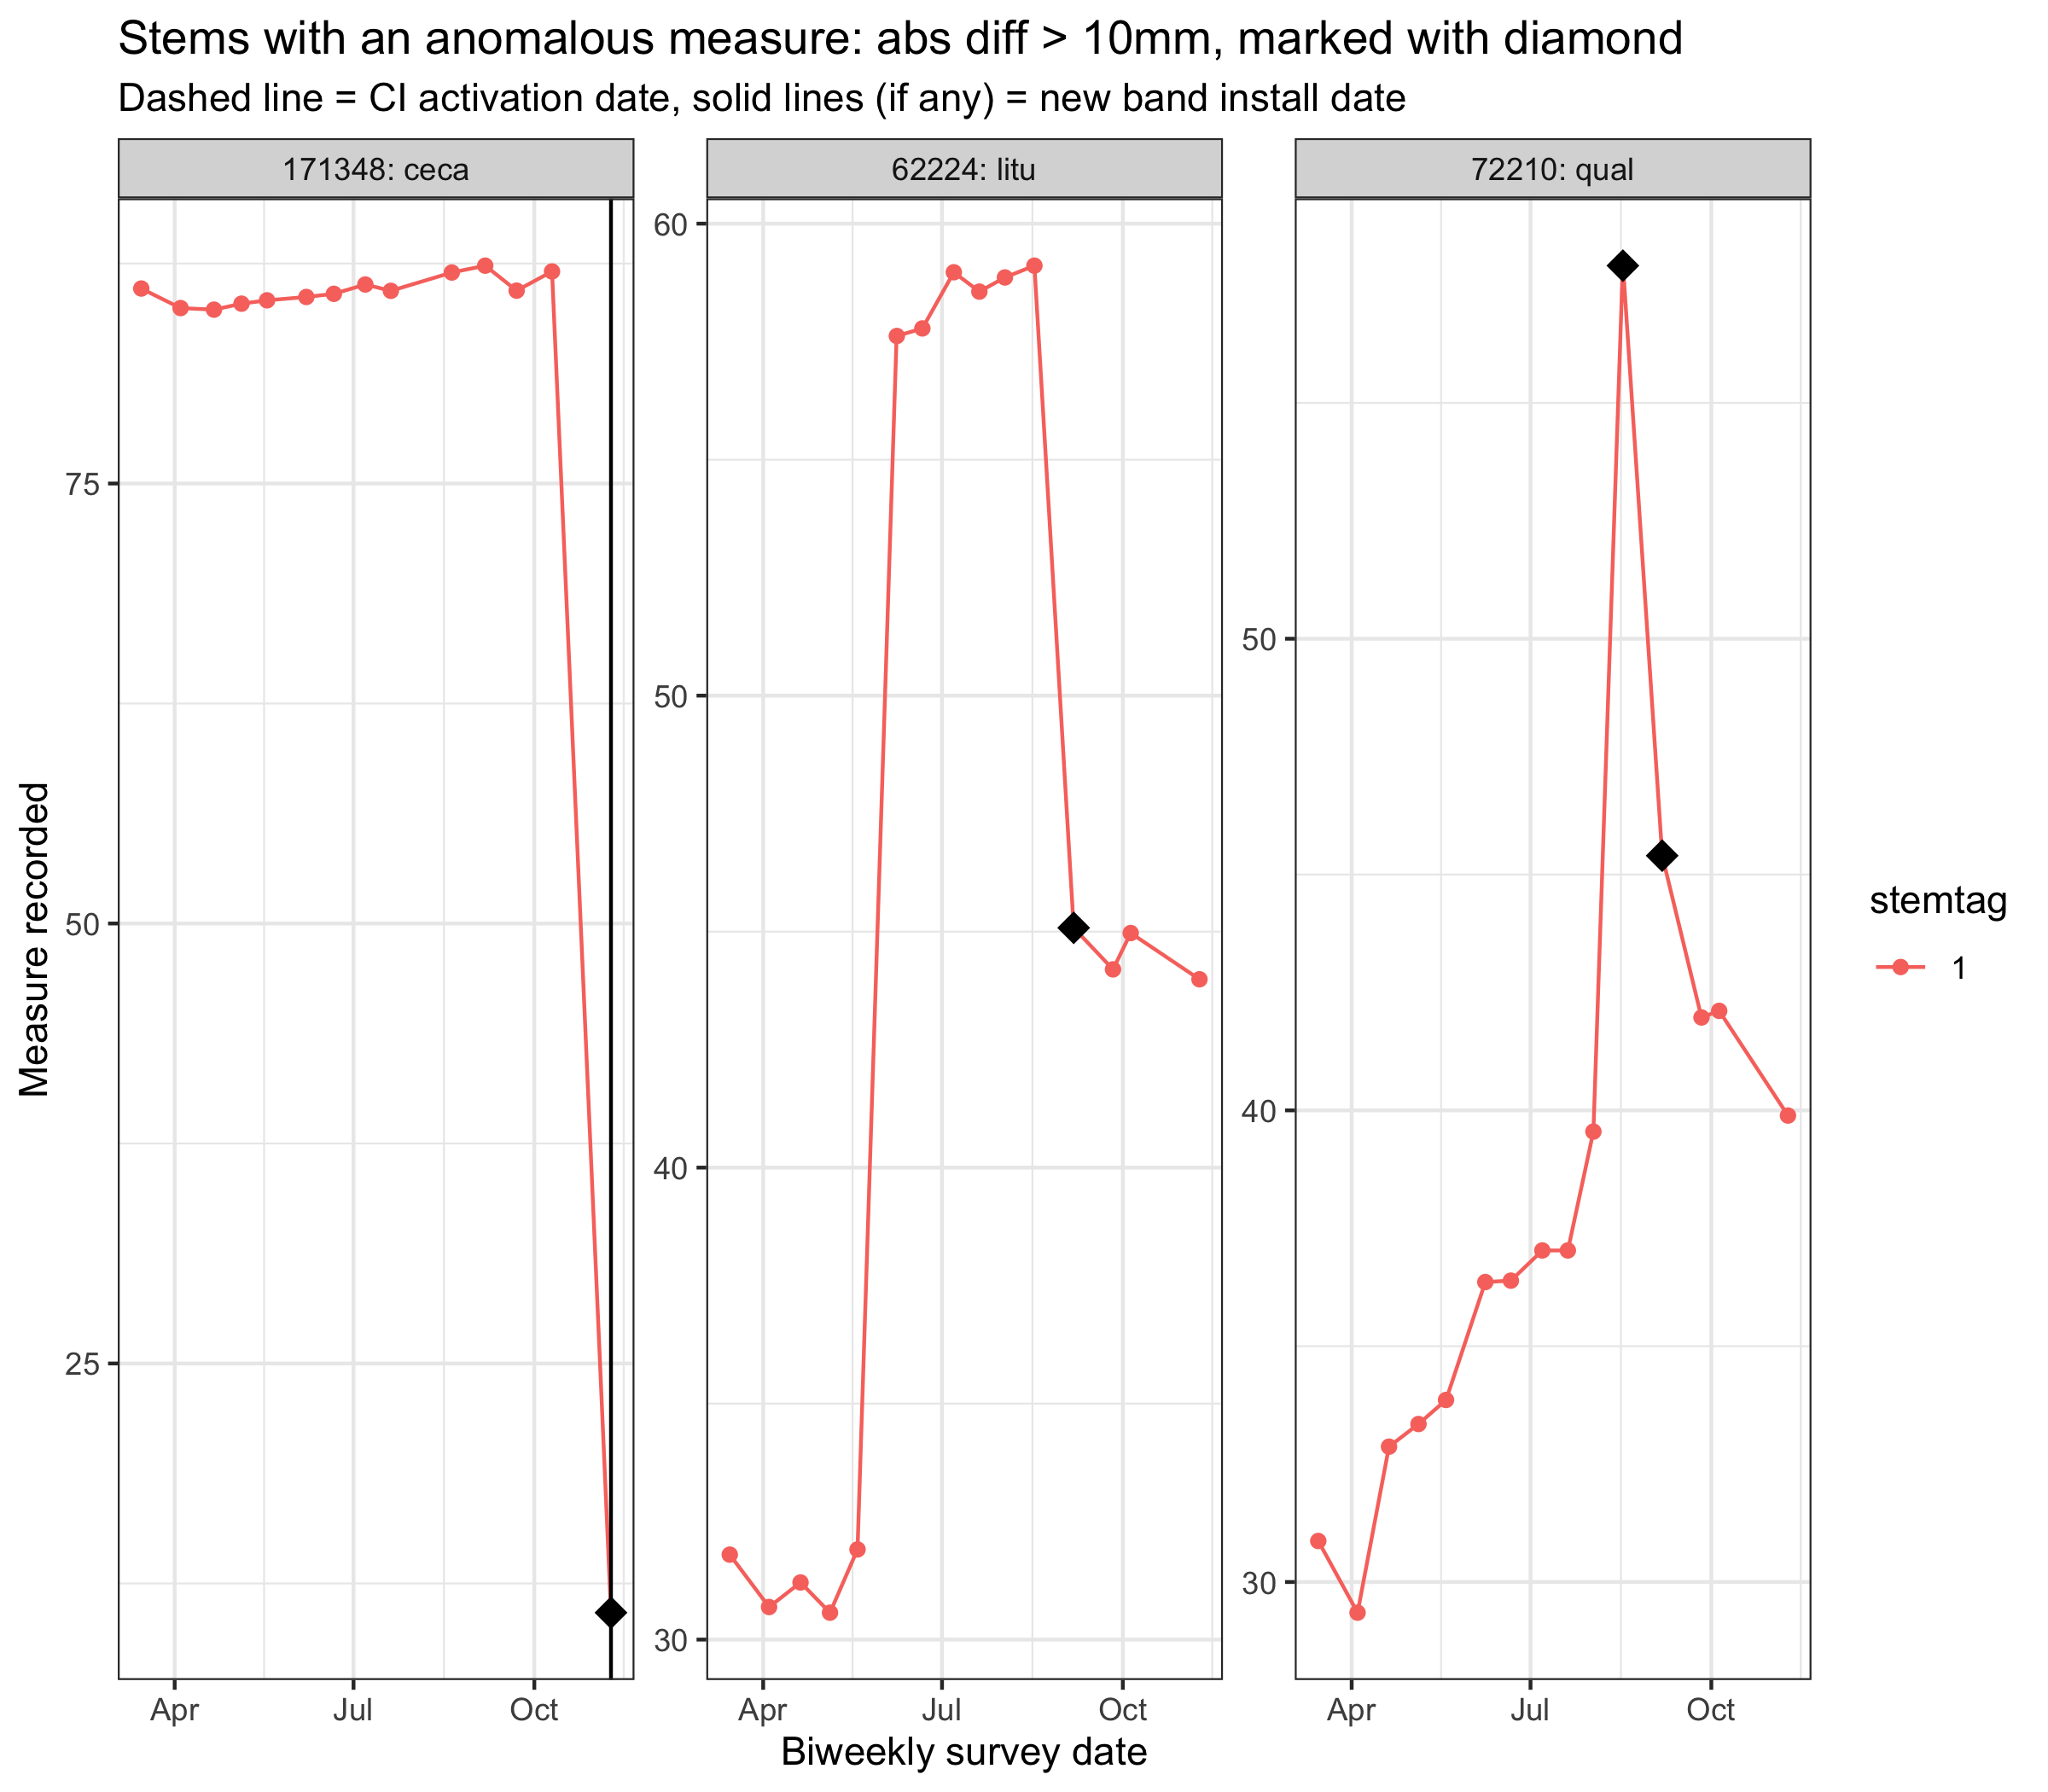 Stems with an anomalous measure: abs diff > 10mm, marked with diamond
Dashed line = CI activation date, solid lines (if any) = new band install date
171348: ceca
62224: litu
72210: qual
Measure recorded
75
50
25
60
50
40
30
50
40
30
Apr
Jul
Oct
Apr
Jul
Oct
Apr
Jul
Oct
Biweekly survey date
stemtag
1